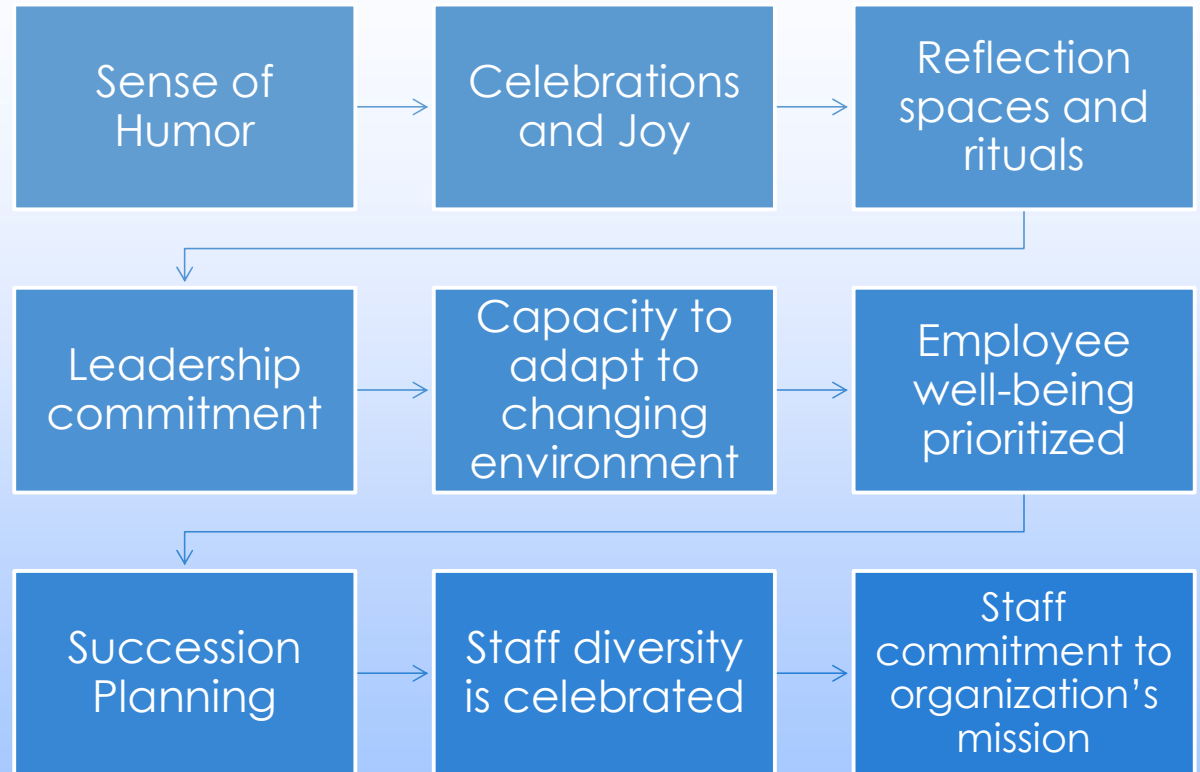 Sense of
Humor
Celebrations
and Joy
Reflection
spaces and
rituals
Leadership
commitment
Capacity to
adapt to
changing
environment
Employee
well-being
prioritized
Succession
Planning
Staff diversity
is celebrated
Staff
commitment to
organization’s
mission